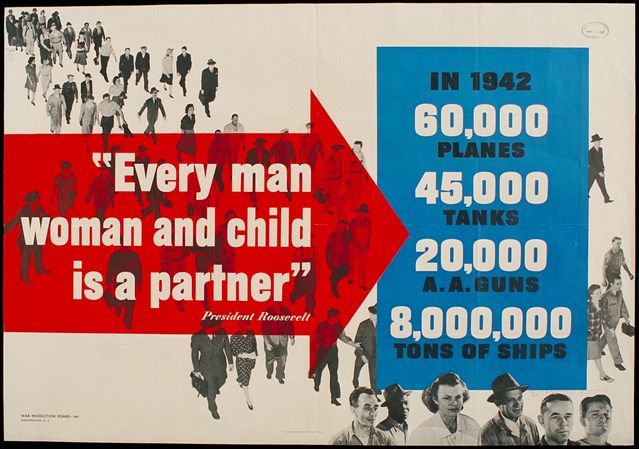 "Every man
woman and child
is a partner"
President Roosevelt
IN 1942
60,000
PLANES
45,000
TANKS
20,000
A.A. GUNS
8,000,000
TONS OF SHIPS
WAR PRODUCTION BOARD
WASHINGTON, D. C.